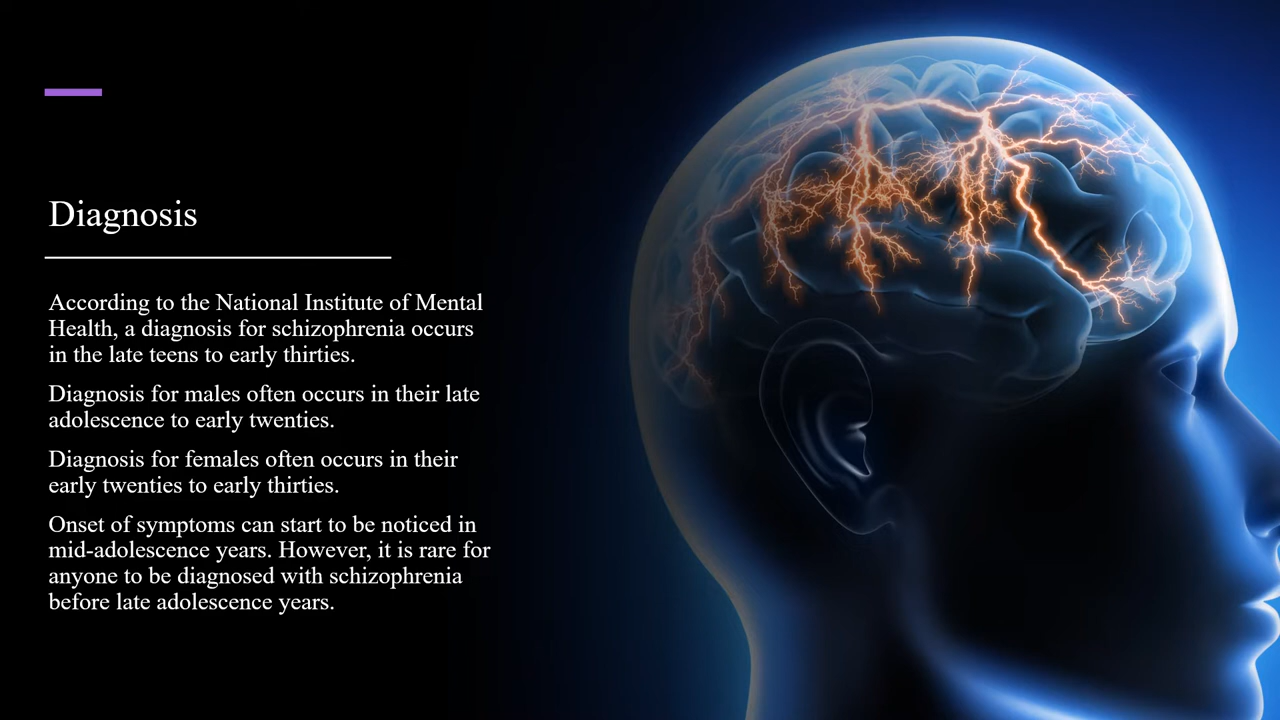 Diagnosis
According to the National Institute of Mental
Health, a diagnosis for schizophrenia occurs
in the late teens to early thirties.
Diagnosis for males often occurs in their late
adolescence to early twenties.
Diagnosis for females often occurs in their
early twenties to early thirties.
Onset of symptoms can start to be noticed in
mid-adolescence years. However, it is rare for
anyone to be diagnosed with schizophrenia
before late adolescence years.